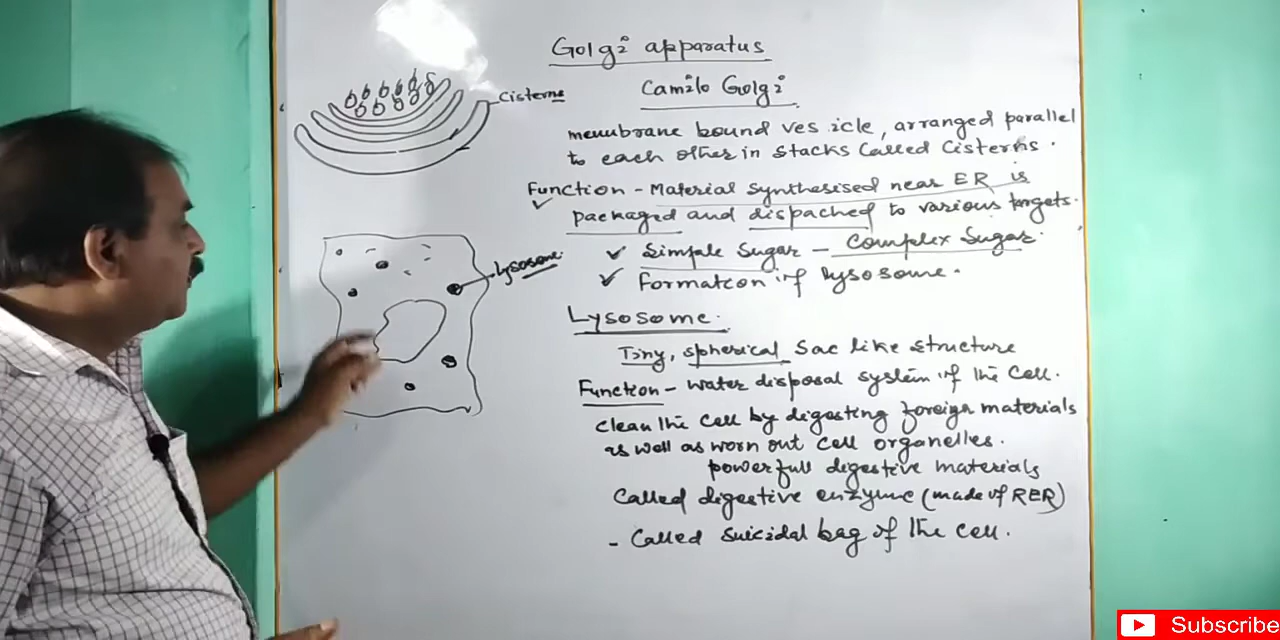 Golgi apparatus
Camilo Golgi
Cisterns
membrane bound vesicle, arranged parallel
to each other in stacks called Cisterns.
Function - Material synthesised near ER is
packaged and dispached to various targets.
✓ Simple Sugar - Complex Sugar.
✓ Formation of lysosome.
Lysosome
Lysosome.
Tiny, spherical Sac like structure
Function - water disposal system of the cell.
clean the cell by digesting foreign materials
as well as worn out cell organelles.
powerfull digestive materials
Called digestive enzyme (made of RER)
- Called suicidal bag of the cell.
Subscribe